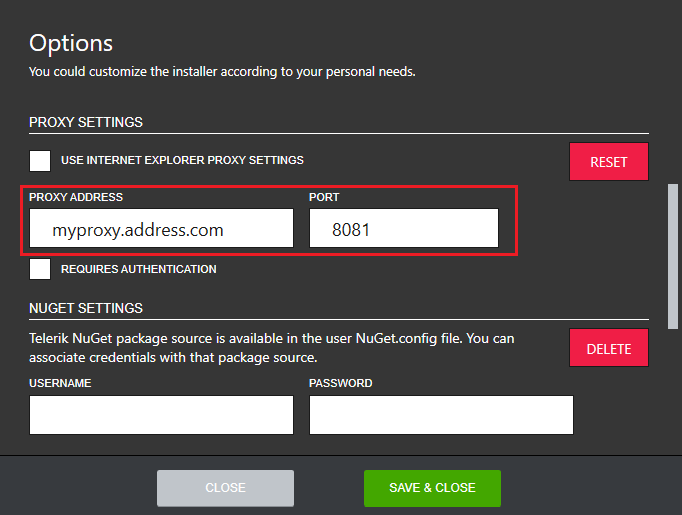 Options
You could customize the installer according to your personal needs.
PROXY SETTINGS
USE INTERNET EXPLORER PROXY SETTINGS
RESET
PROXY ADDRESS
PORT
myproxy.address.com
8081
REQUIRES AUTHENTICATION
NUGET SETTINGS
Telerik NuGet package source is available in the user NuGet.config file. You can
associate credentials with that package source.
DELETE
USERNAME
PASSWORD
CLOSE
SAVE & CLOSE